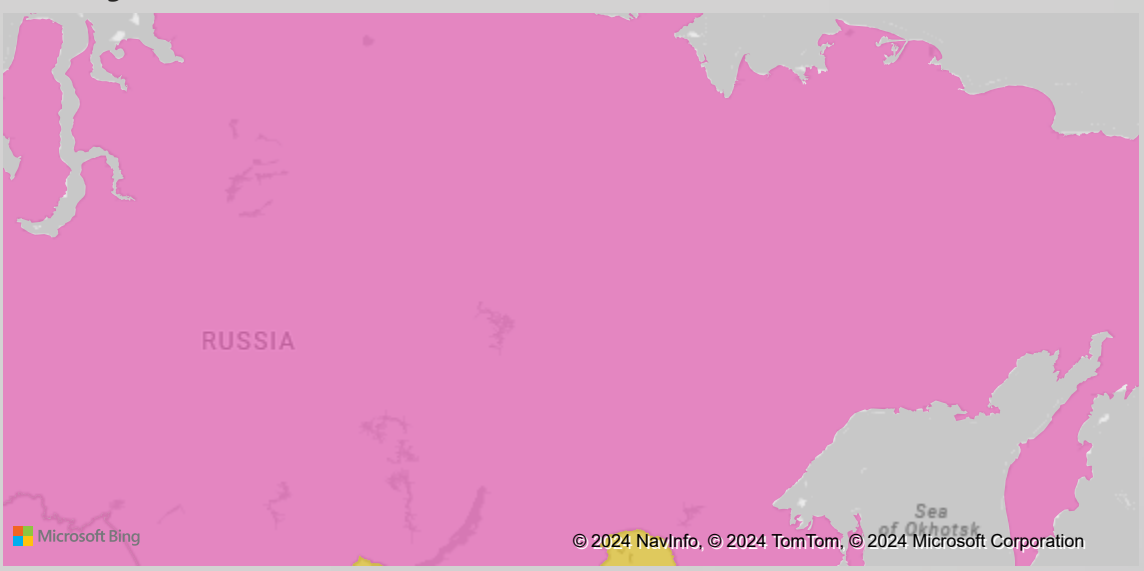 RUSSIA
Sea
of Okhotsk
Microsoft Bing
© 2024 NavInfo, © 2024 TomTom, © 2024 Microsoft Corporation